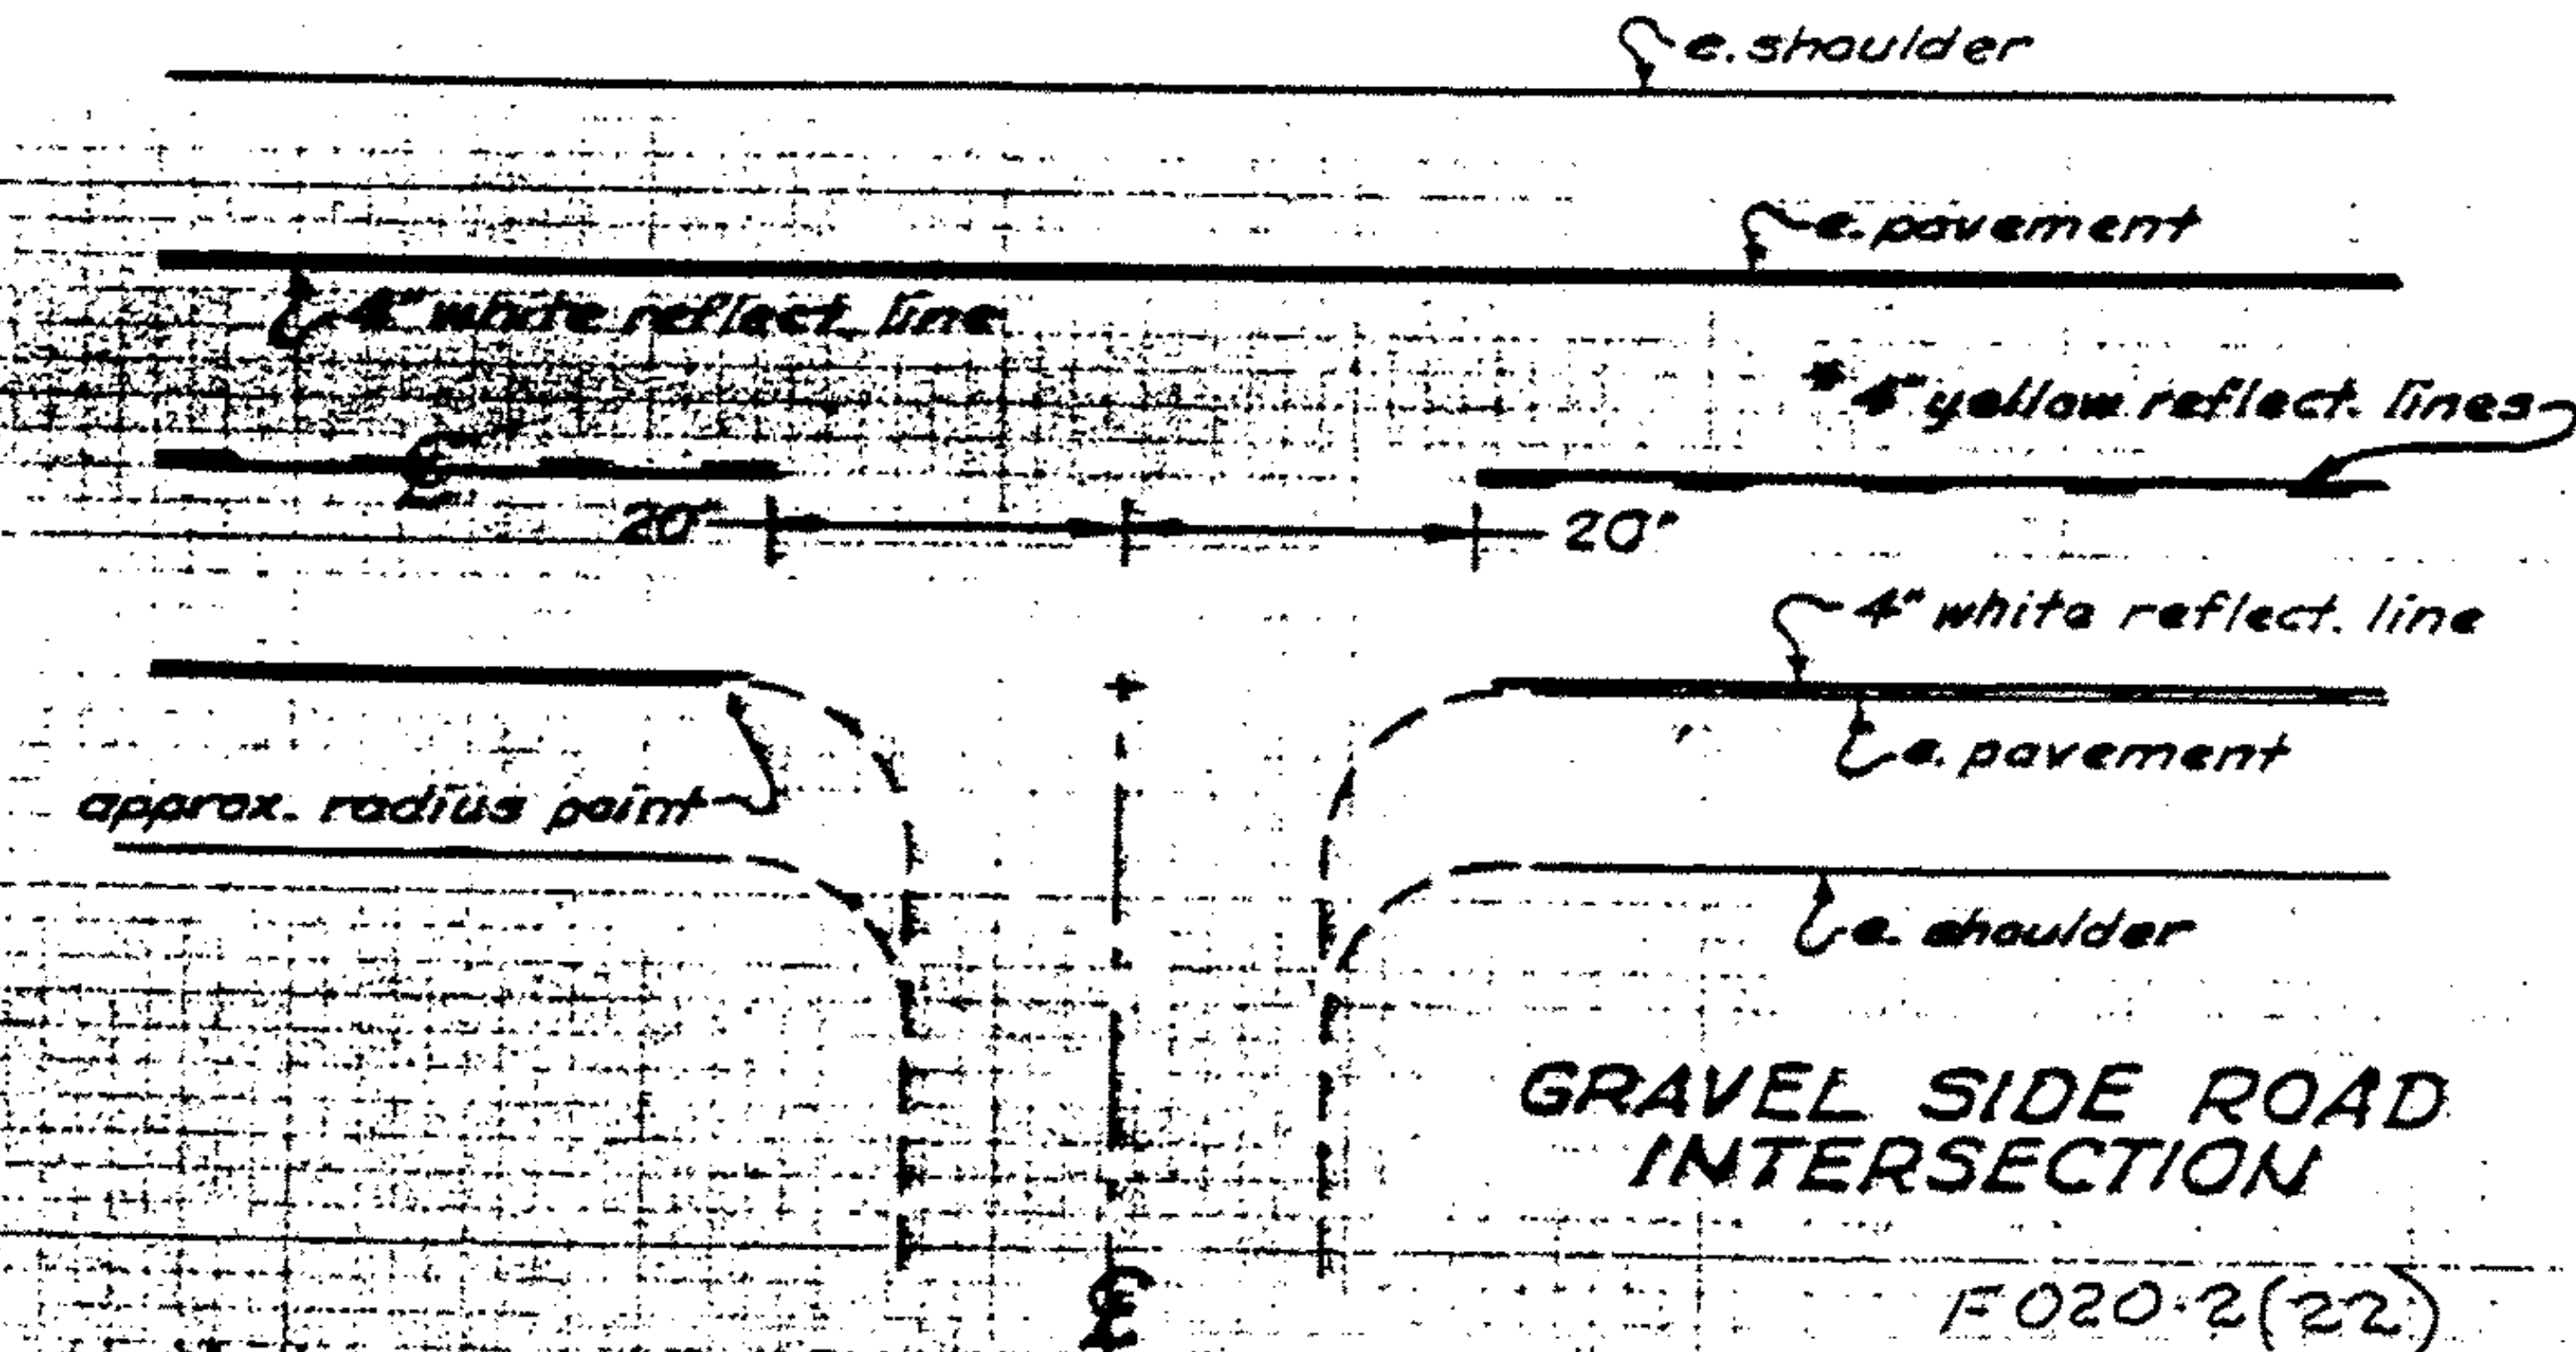 e. shoulder
e. pavement
4" white reflect. line
* 4" yellow reflect. lines
℄
20'
20'
4" white reflect. line
e. pavement
approx. radius point
e. shoulder
GRAVEL SIDE ROAD
INTERSECTION
℄
F020-2(22)